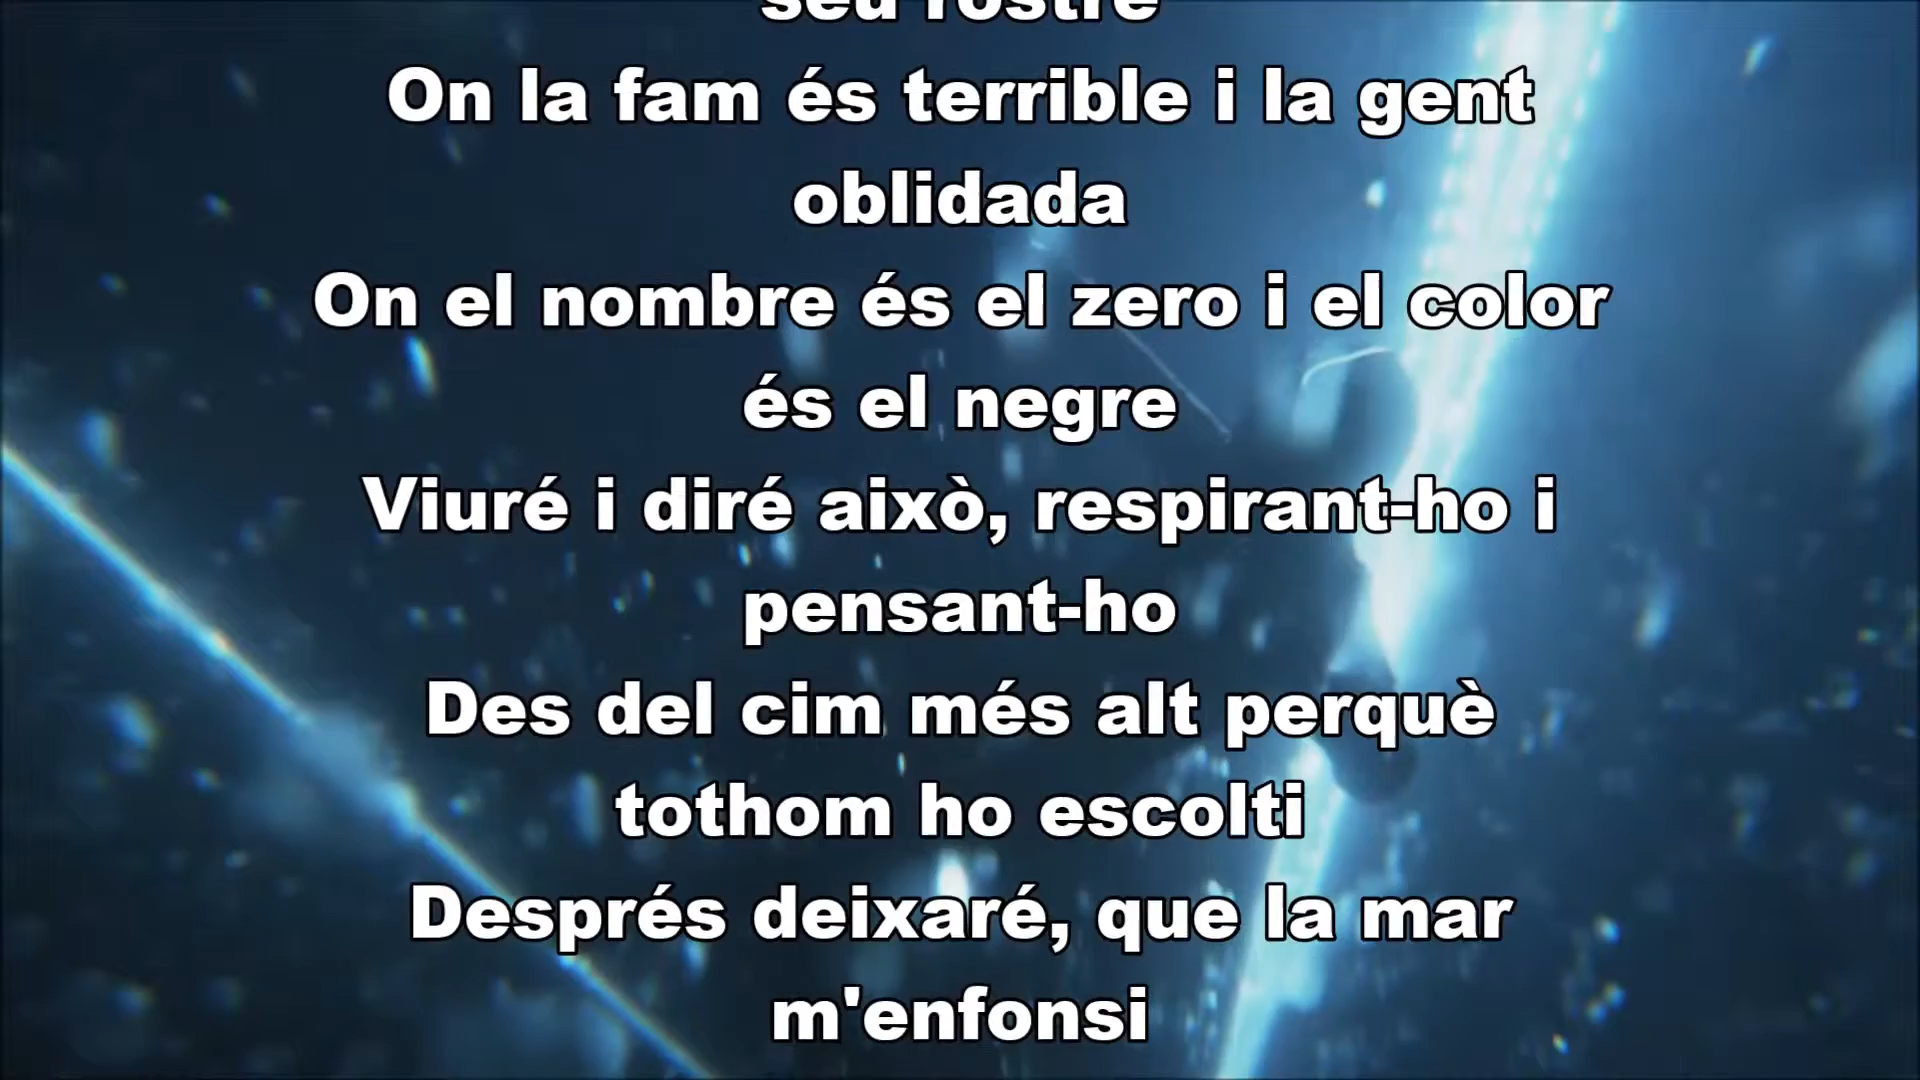 seu rostre
On la fam és terrible i la gent
oblidada
On el nombre és el zero i el color
és el negre
Viuré i diré això, respirant-ho i
pensant-ho
Des del cim més alt perquè
tothom ho escolti
Després deixaré, que la mar
m'enfonsi